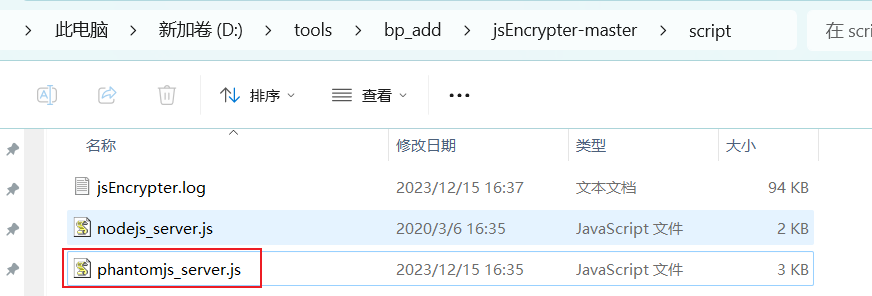 此电脑 > 新加卷 (D:) > tools > bp_add > jsEncrypter-master > script 在 scri
排序 查看
名称 修改日期 类型 大小
jsEncrypter.log 2023/12/15 16:37 文本文档 94 KB
nodejs_server.js 2020/3/6 16:35 JavaScript 文件 2 KB
phantomjs_server.js 2023/12/15 16:35 JavaScript 文件 3 KB